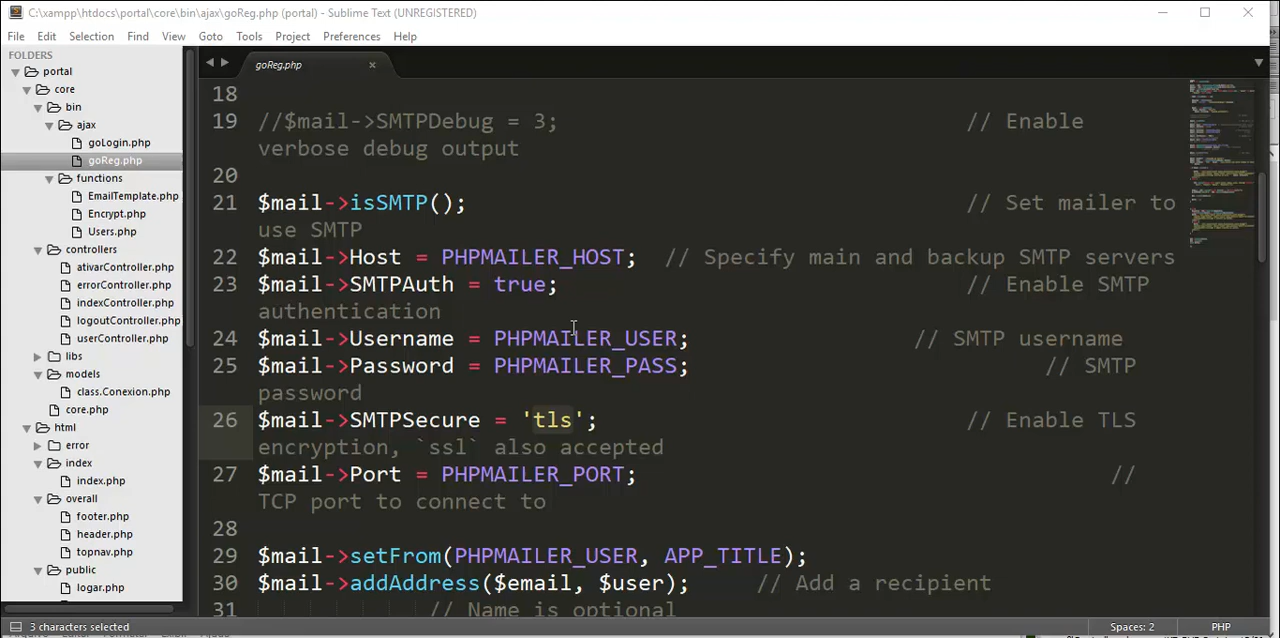 C:\xampp\htdocs\portal\core\bin\ajax\goReg.php (portal) - Sublime Text (UNREGISTERED)
File Edit Selection Find View Goto Tools Project Preferences Help
FOLDERS
portal
core
bin
ajax
goLogin.php
goReg.php
functions
EmailTemplate.php
Encrypt.php
Users.php
controllers
ativarController.php
errorController.php
indexController.php
logoutController.php
userController.php
libs
models
class.Conexion.php
core.php
html
error
index
index.php
overall
footer.php
header.php
topnav.php
public
logar.php
goReg.php
18
19 //$mail->SMTPDebug = 3; // Enable
verbose debug output
20
21 $mail->isSMTP(); // Set mailer to
use SMTP
22 $mail->Host = PHPMAILER_HOST; // Specify main and backup SMTP servers
23 $mail->SMTPAuth = true; // Enable SMTP
authentication
24 $mail->Username = PHPMAILER_USER; // SMTP username
25 $mail->Password = PHPMAILER_PASS; // SMTP
password
26 $mail->SMTPSecure = 'tls'; // Enable TLS
encryption, `ssl` also accepted
27 $mail->Port = PHPMAILER_PORT; //
TCP port to connect to
28
29 $mail->setFrom(PHPMAILER_USER, APP_TITLE);
30 $mail->addAddress($email, $user); // Add a recipient
31 // Name is optional
3 characters selected
Spaces: 2 PHP